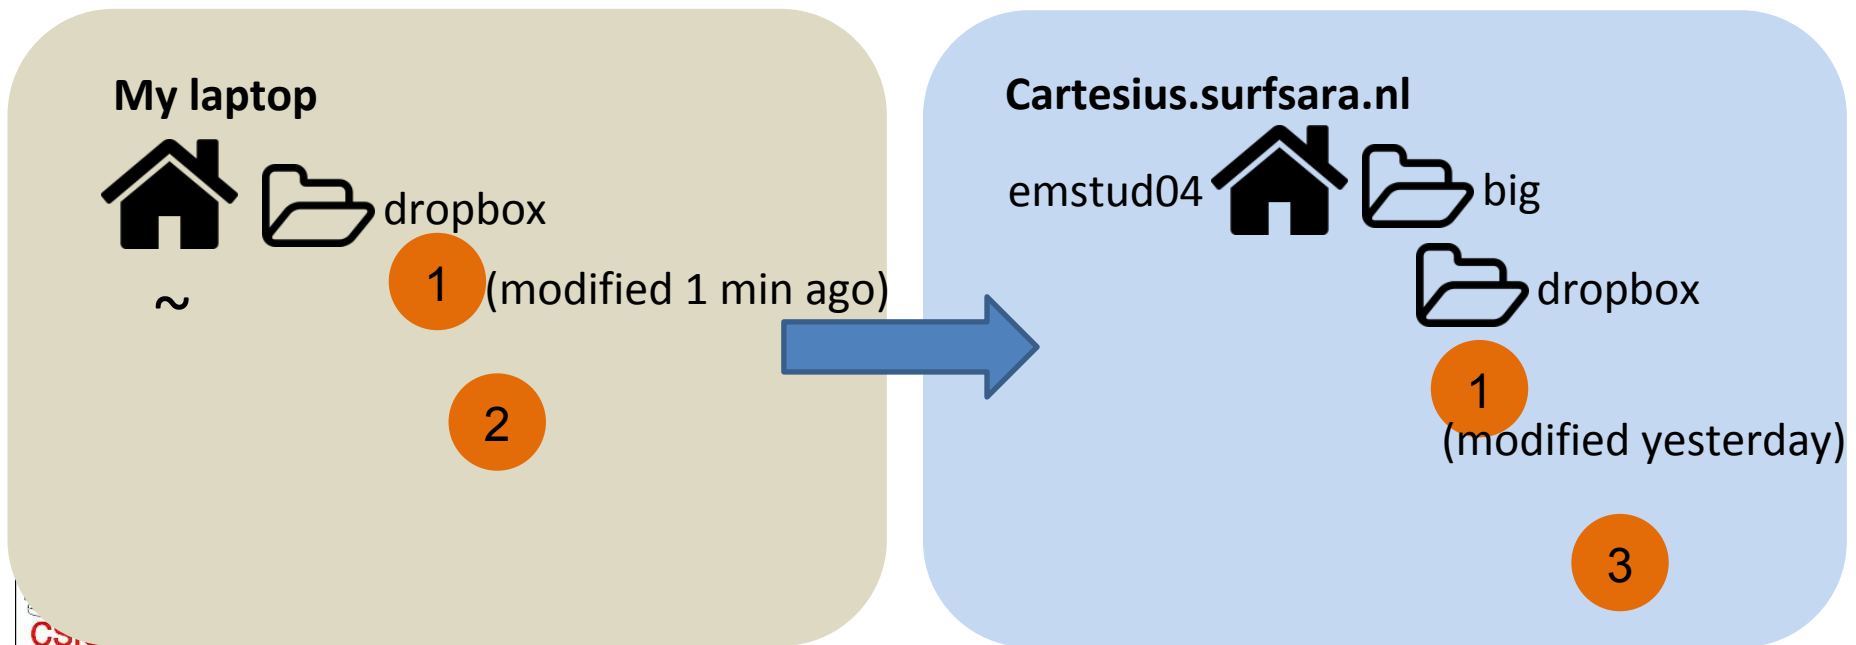 My laptop
dropbox
~
1 (modified 1 min ago)
2
Cartesius.surfsara.nl
emstud04 big
dropbox
1
(modified yesterday)
3